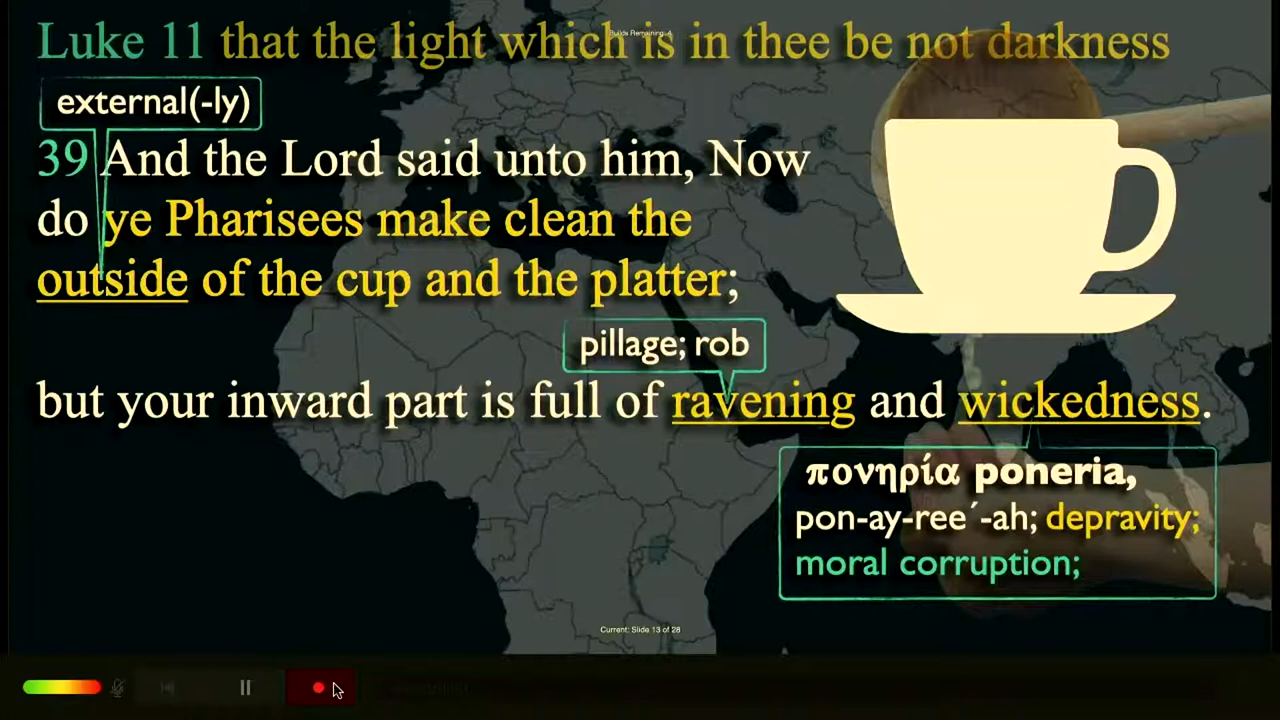 Builds Remaining: 4
Luke 11 that the light which is in thee be not darkness
external(-ly)
39 And the Lord said unto him, Now
do ye Pharisees make clean the
outside of the cup and the platter;
pillage; rob
but your inward part is full of ravening and wickedness.
πονηρία poneria,
pon-ay-ree´-ah; depravity;
moral corruption;
Current: Slide 13 of 28